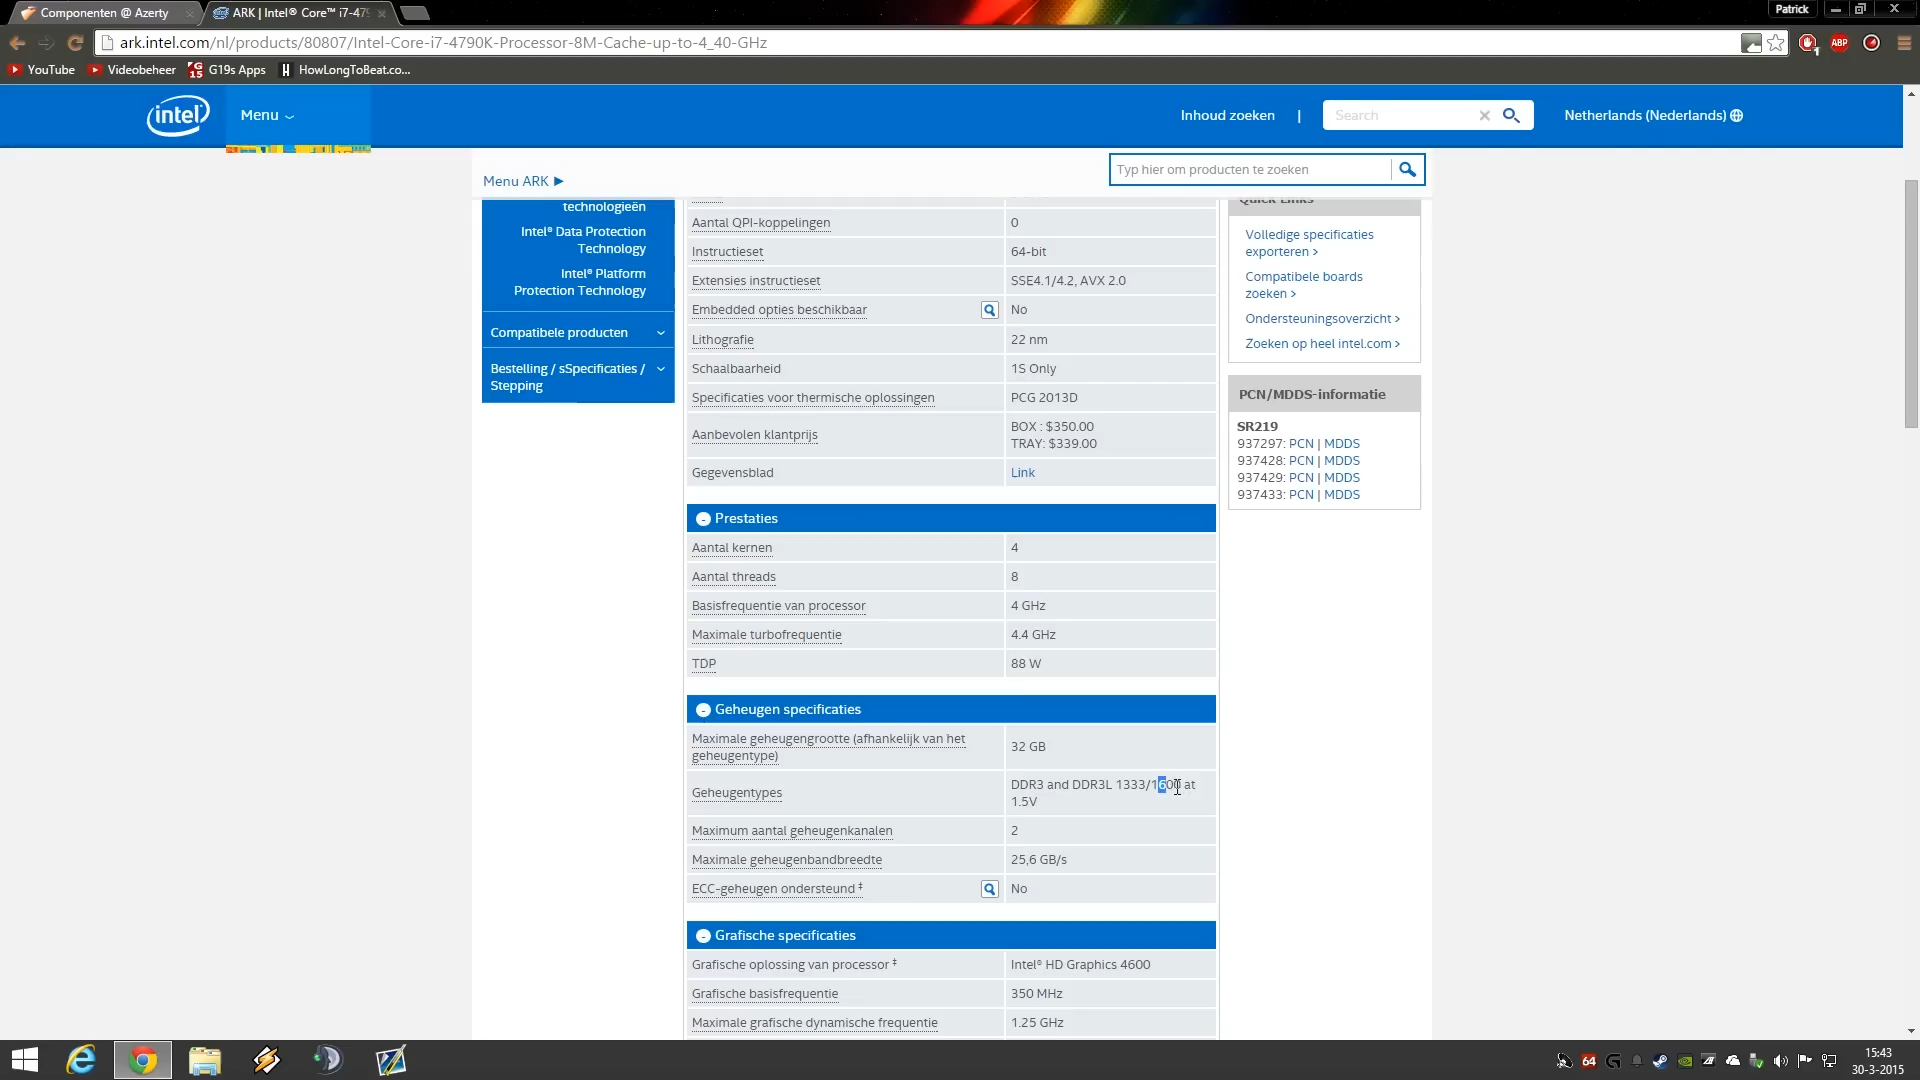 Componenten @ Azerty
ARK | Intel® Core™ i7-479
Patrick
ark.intel.com/nl/products/80807/Intel-Core-i7-4790K-Processor-8M-Cache-up-to-4_40-GHz
ABP
YouTube
Videobeheer
G19s Apps
HowLongToBeat.co...
intel
Menu
Inhoud zoeken
|
Search
Netherlands (Nederlands)
Menu ARK ►
Typ hier om producten te zoeken
technologieën
Intel® Data Protection
Technology
Intel® Platform
Protection Technology
Compatibele producten
Bestelling / sSpecificaties /
Stepping
Aantal QPI-koppelingen 0
Instructieset 64-bit
Extensies instructieset SSE4.1/4.2, AVX 2.0
Embedded opties beschikbaar No
Lithografie 22 nm
Schaalbaarheid 1S Only
Specificaties voor thermische oplossingen PCG 2013D
Aanbevolen klantprijs BOX : $350.00
TRAY: $339.00
Gegevensblad Link
Prestaties
Aantal kernen 4
Aantal threads 8
Basisfrequentie van processor 4 GHz
Maximale turbofrequentie 4.4 GHz
TDP 88 W
Geheugen specificaties
Maximale geheugengrootte (afhankelijk van het
geheugentype) 32 GB
Geheugentypes DDR3 and DDR3L 1333/1600 at
1.5V
Maximum aantal geheugenkanalen 2
Maximale geheugenbandbreedte 25,6 GB/s
ECC-geheugen ondersteund ‡ No
Grafische specificaties
Grafische oplossing van processor ‡ Intel® HD Graphics 4600
Grafische basisfrequentie 350 MHz
Maximale grafische dynamische frequentie 1.25 GHz
Quick Links
Volledige specificaties
exporteren >
Compatibele boards
zoeken >
Ondersteuningsoverzicht >
Zoeken op heel intel.com >
PCN/MDDS-informatie
SR219
937297: PCN | MDDS
937428: PCN | MDDS
937429: PCN | MDDS
937433: PCN | MDDS
64
15:43
30-3-2015